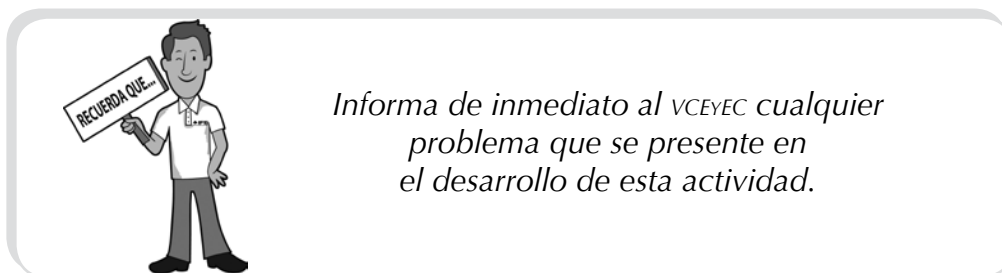 RECUERDA QUE...
Informa de inmediato al VCEYEC cualquier
problema que se presente en
el desarrollo de esta actividad.